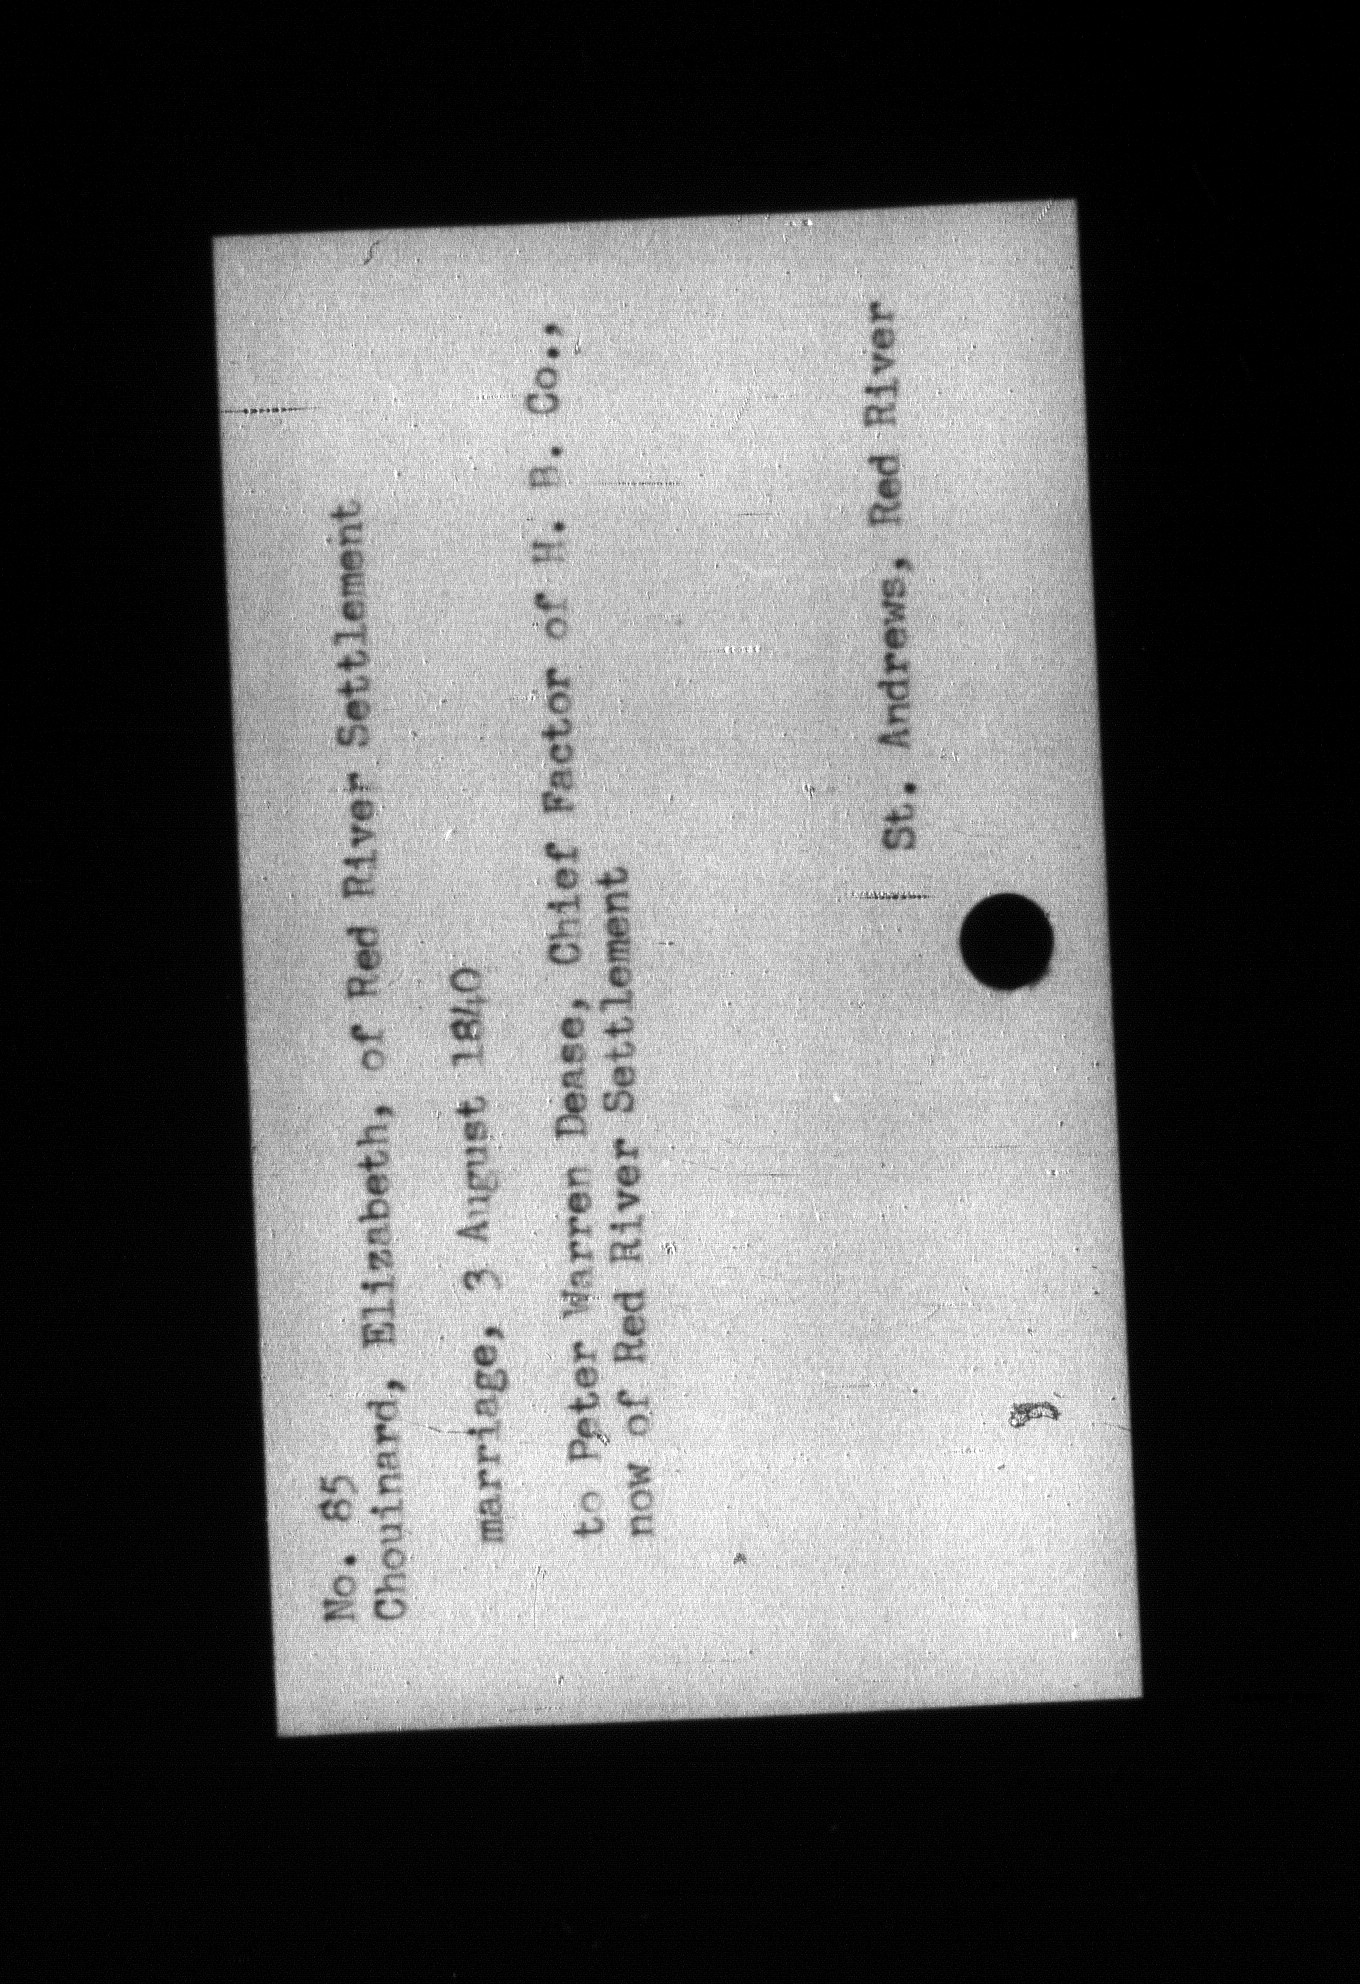 No. 85
Chouinard, Elizabeth, of Red River Settlement
marriage, 3 August 1840
to Peter Warren Dease, Chief Factor of H. B. Co.,
now of Red River Settlement
St. Andrews, Red River